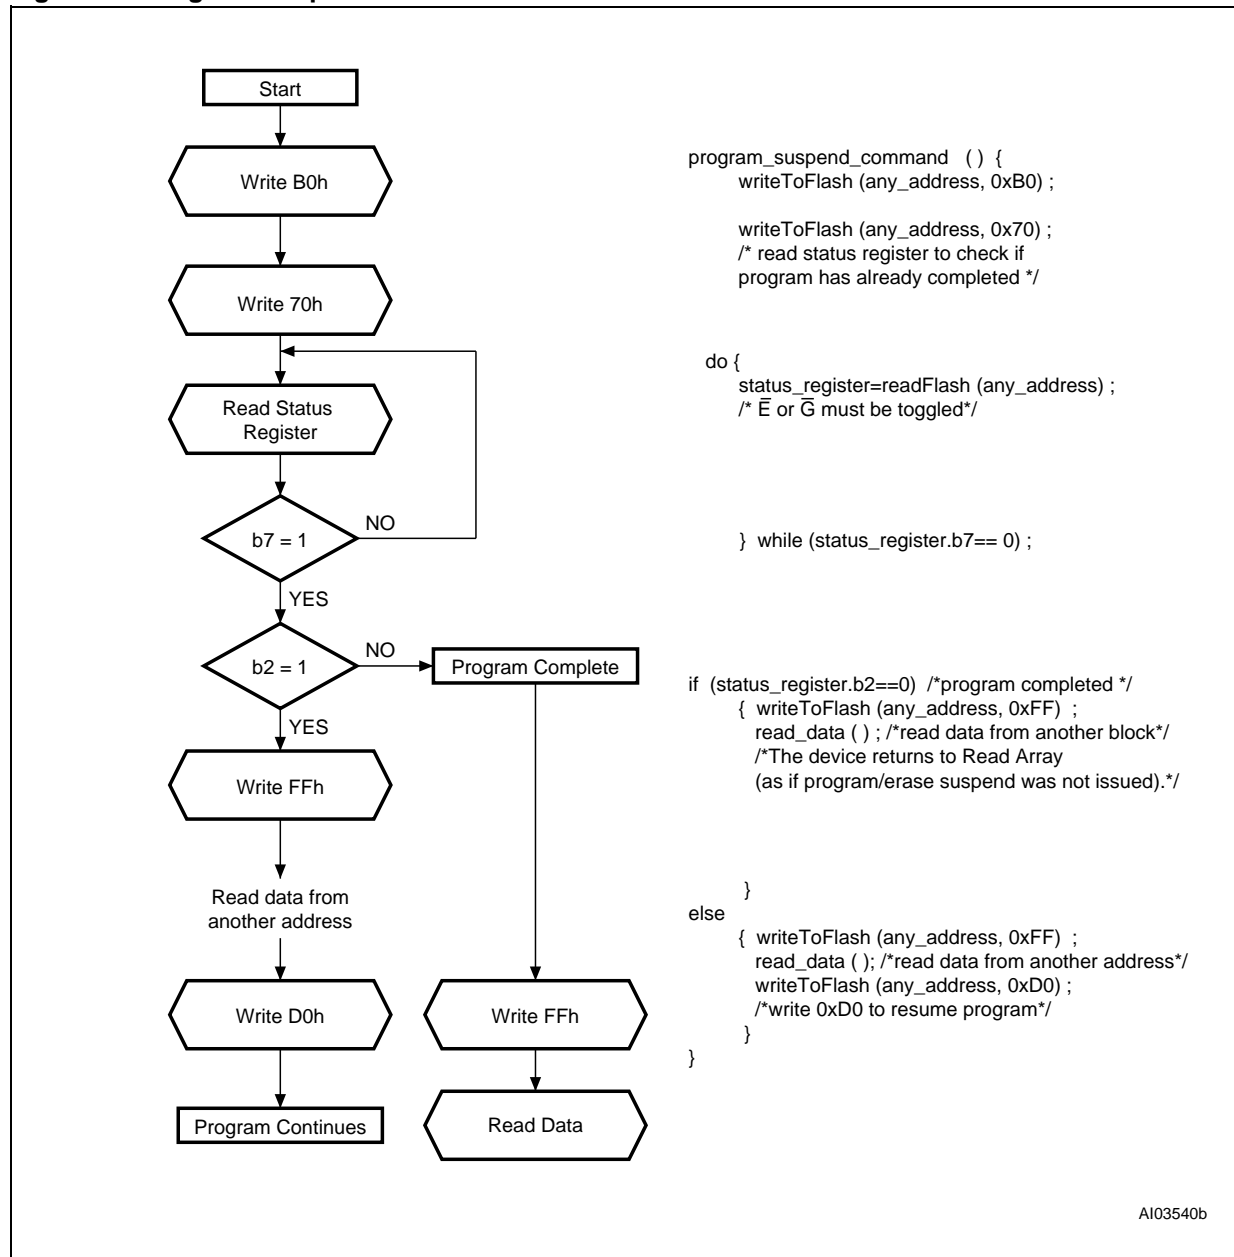 Start
Write B0h
Write 70h
Read Status
Register
b7 = 1
NO
YES
b2 = 1
NO
Program Complete
YES
Write FFh
Read data from
another address
Write D0h
Write FFh
Program Continues
Read Data
program_suspend_command ( ) {
writeToFlash (any_address, 0xB0) ;
writeToFlash (any_address, 0x70) ;
/* read status register to check if
program has already completed */
do {
status_register=readFlash (any_address) ;
/* E̅ or G̅ must be toggled*/
} while (status_register.b7== 0) ;
if (status_register.b2==0) /*program completed */
{ writeToFlash (any_address, 0xFF) ;
read_data ( ) ; /*read data from another block*/
/*The device returns to Read Array
(as if program/erase suspend was not issued).*/
}
else
{ writeToFlash (any_address, 0xFF) ;
read_data ( ); /*read data from another address*/
writeToFlash (any_address, 0xD0) ;
/*write 0xD0 to resume program*/
}
}
AI03540b